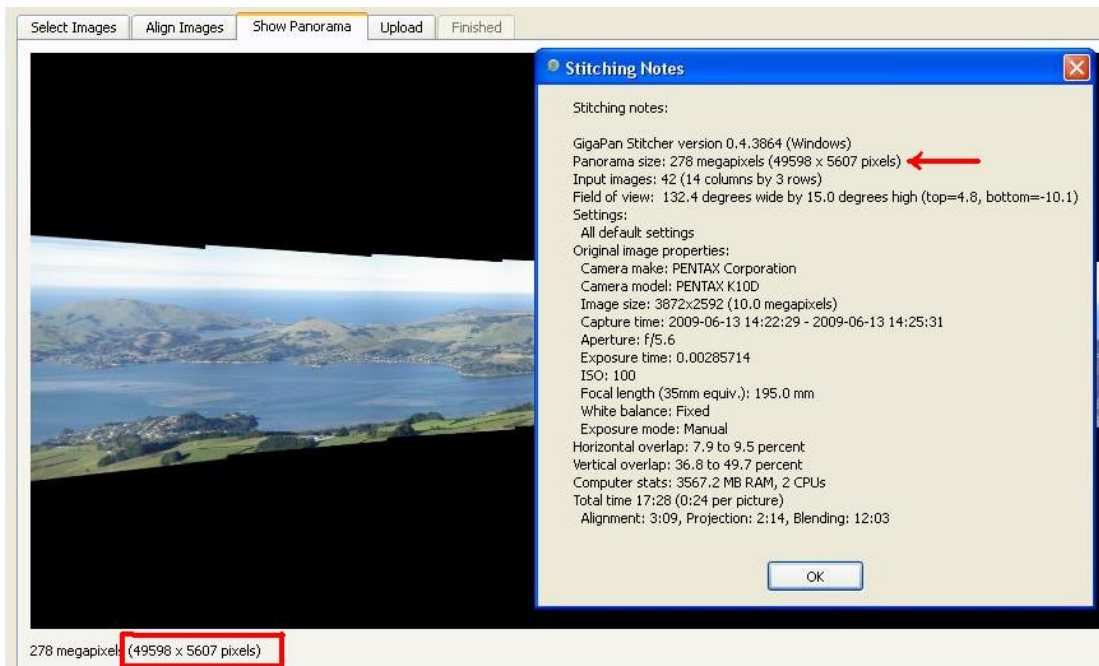 Select Images Align Images Show Panorama Upload Finished
Stitching Notes
Stitching notes:
GigaPan Stitcher version 0.4.3864 (Windows)
Panorama size: 278 megapixels (49598 x 5607 pixels)
Input images: 42 (14 columns by 3 rows)
Field of view: 132.4 degrees wide by 15.0 degrees high (top=4.8, bottom=-10.1)
Settings:
All default settings
Original image properties:
Camera make: PENTAX Corporation
Camera model: PENTAX K10D
Image size: 3872x2592 (10.0 megapixels)
Capture time: 2009-06-13 14:22:29 - 2009-06-13 14:25:31
Aperture: f/5.6
Exposure time: 0.00285714
ISO: 100
Focal length (35mm equiv.): 195.0 mm
White balance: Fixed
Exposure mode: Manual
Horizontal overlap: 7.9 to 9.5 percent
Vertical overlap: 36.8 to 49.7 percent
Computer stats: 3567.2 MB RAM, 2 CPUs
Total time 17:28 (0:24 per picture)
Alignment: 3:09, Projection: 2:14, Blending: 12:03
OK
278 megapixels (49598 x 5607 pixels)